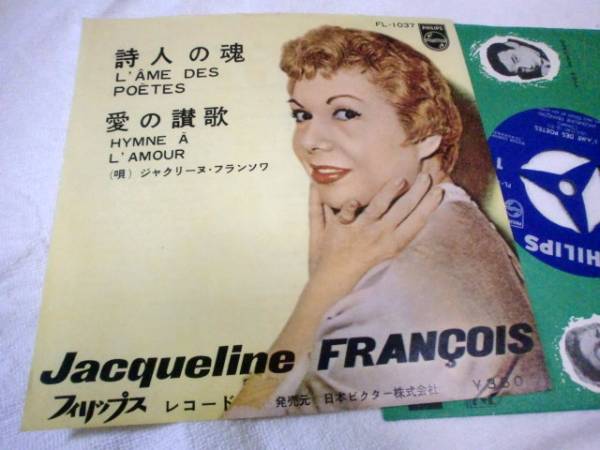 FL-1037
PHILIPS
詩人の魂
L'ÂME DES
POÈTES
愛の讃歌
HYMNE À
L'AMOUR
(唄) ジャクリーヌ・フランソワ
Jacqueline FRANÇOIS
フィリップス レコード 発売元 日本ビクター株式会社
PHILIPS
L'AME DES POETES